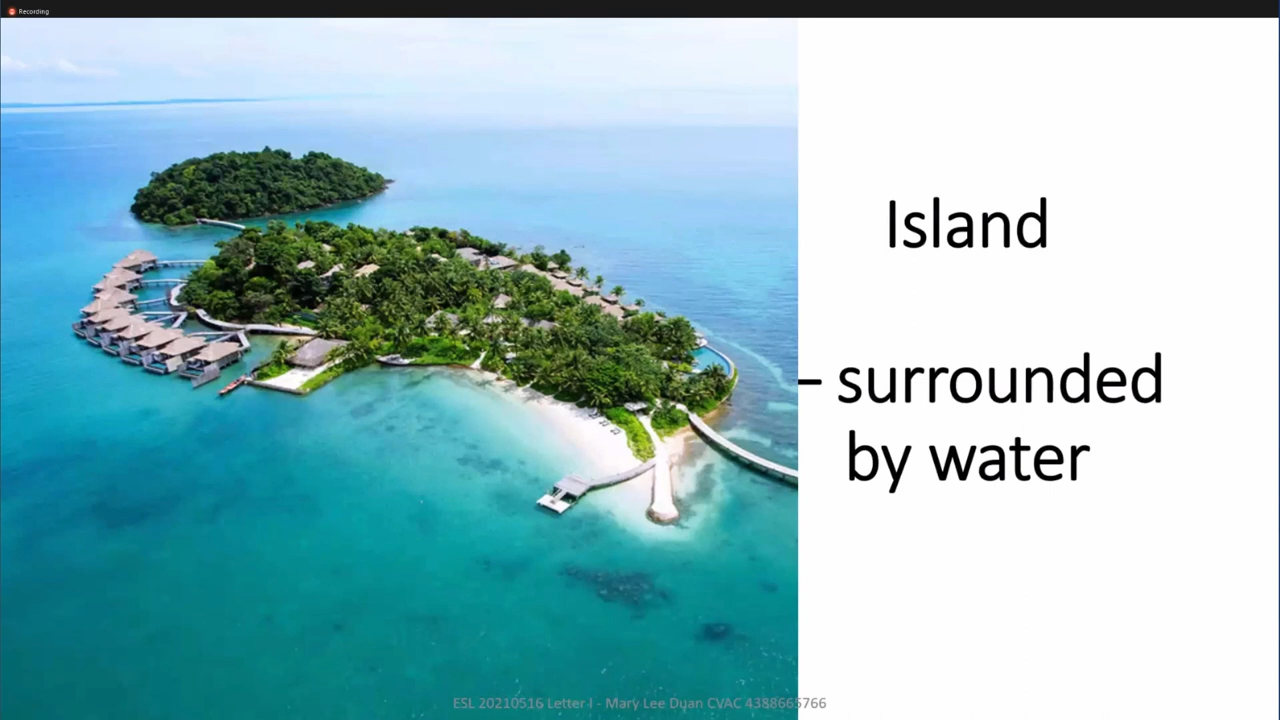 Recording
Island
– surrounded
by water
ESL 20210516 Letter I - Mary Lee Duan CVAC 4388665766